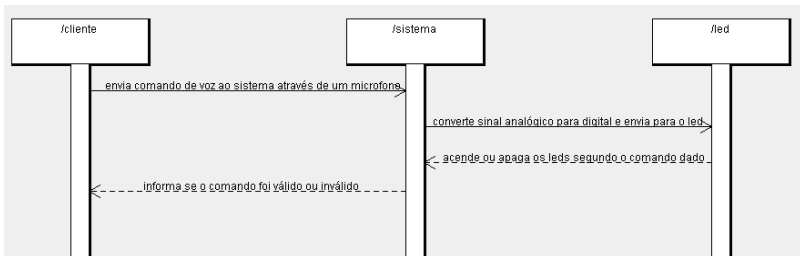 /cliente
/sistema
/led
envia comando de voz ao sistema através de um microfone
converte sinal analógico para digital e envia para o led
acende ou apaga os leds segundo o comando dado
informa se o comando foi válido ou inválido